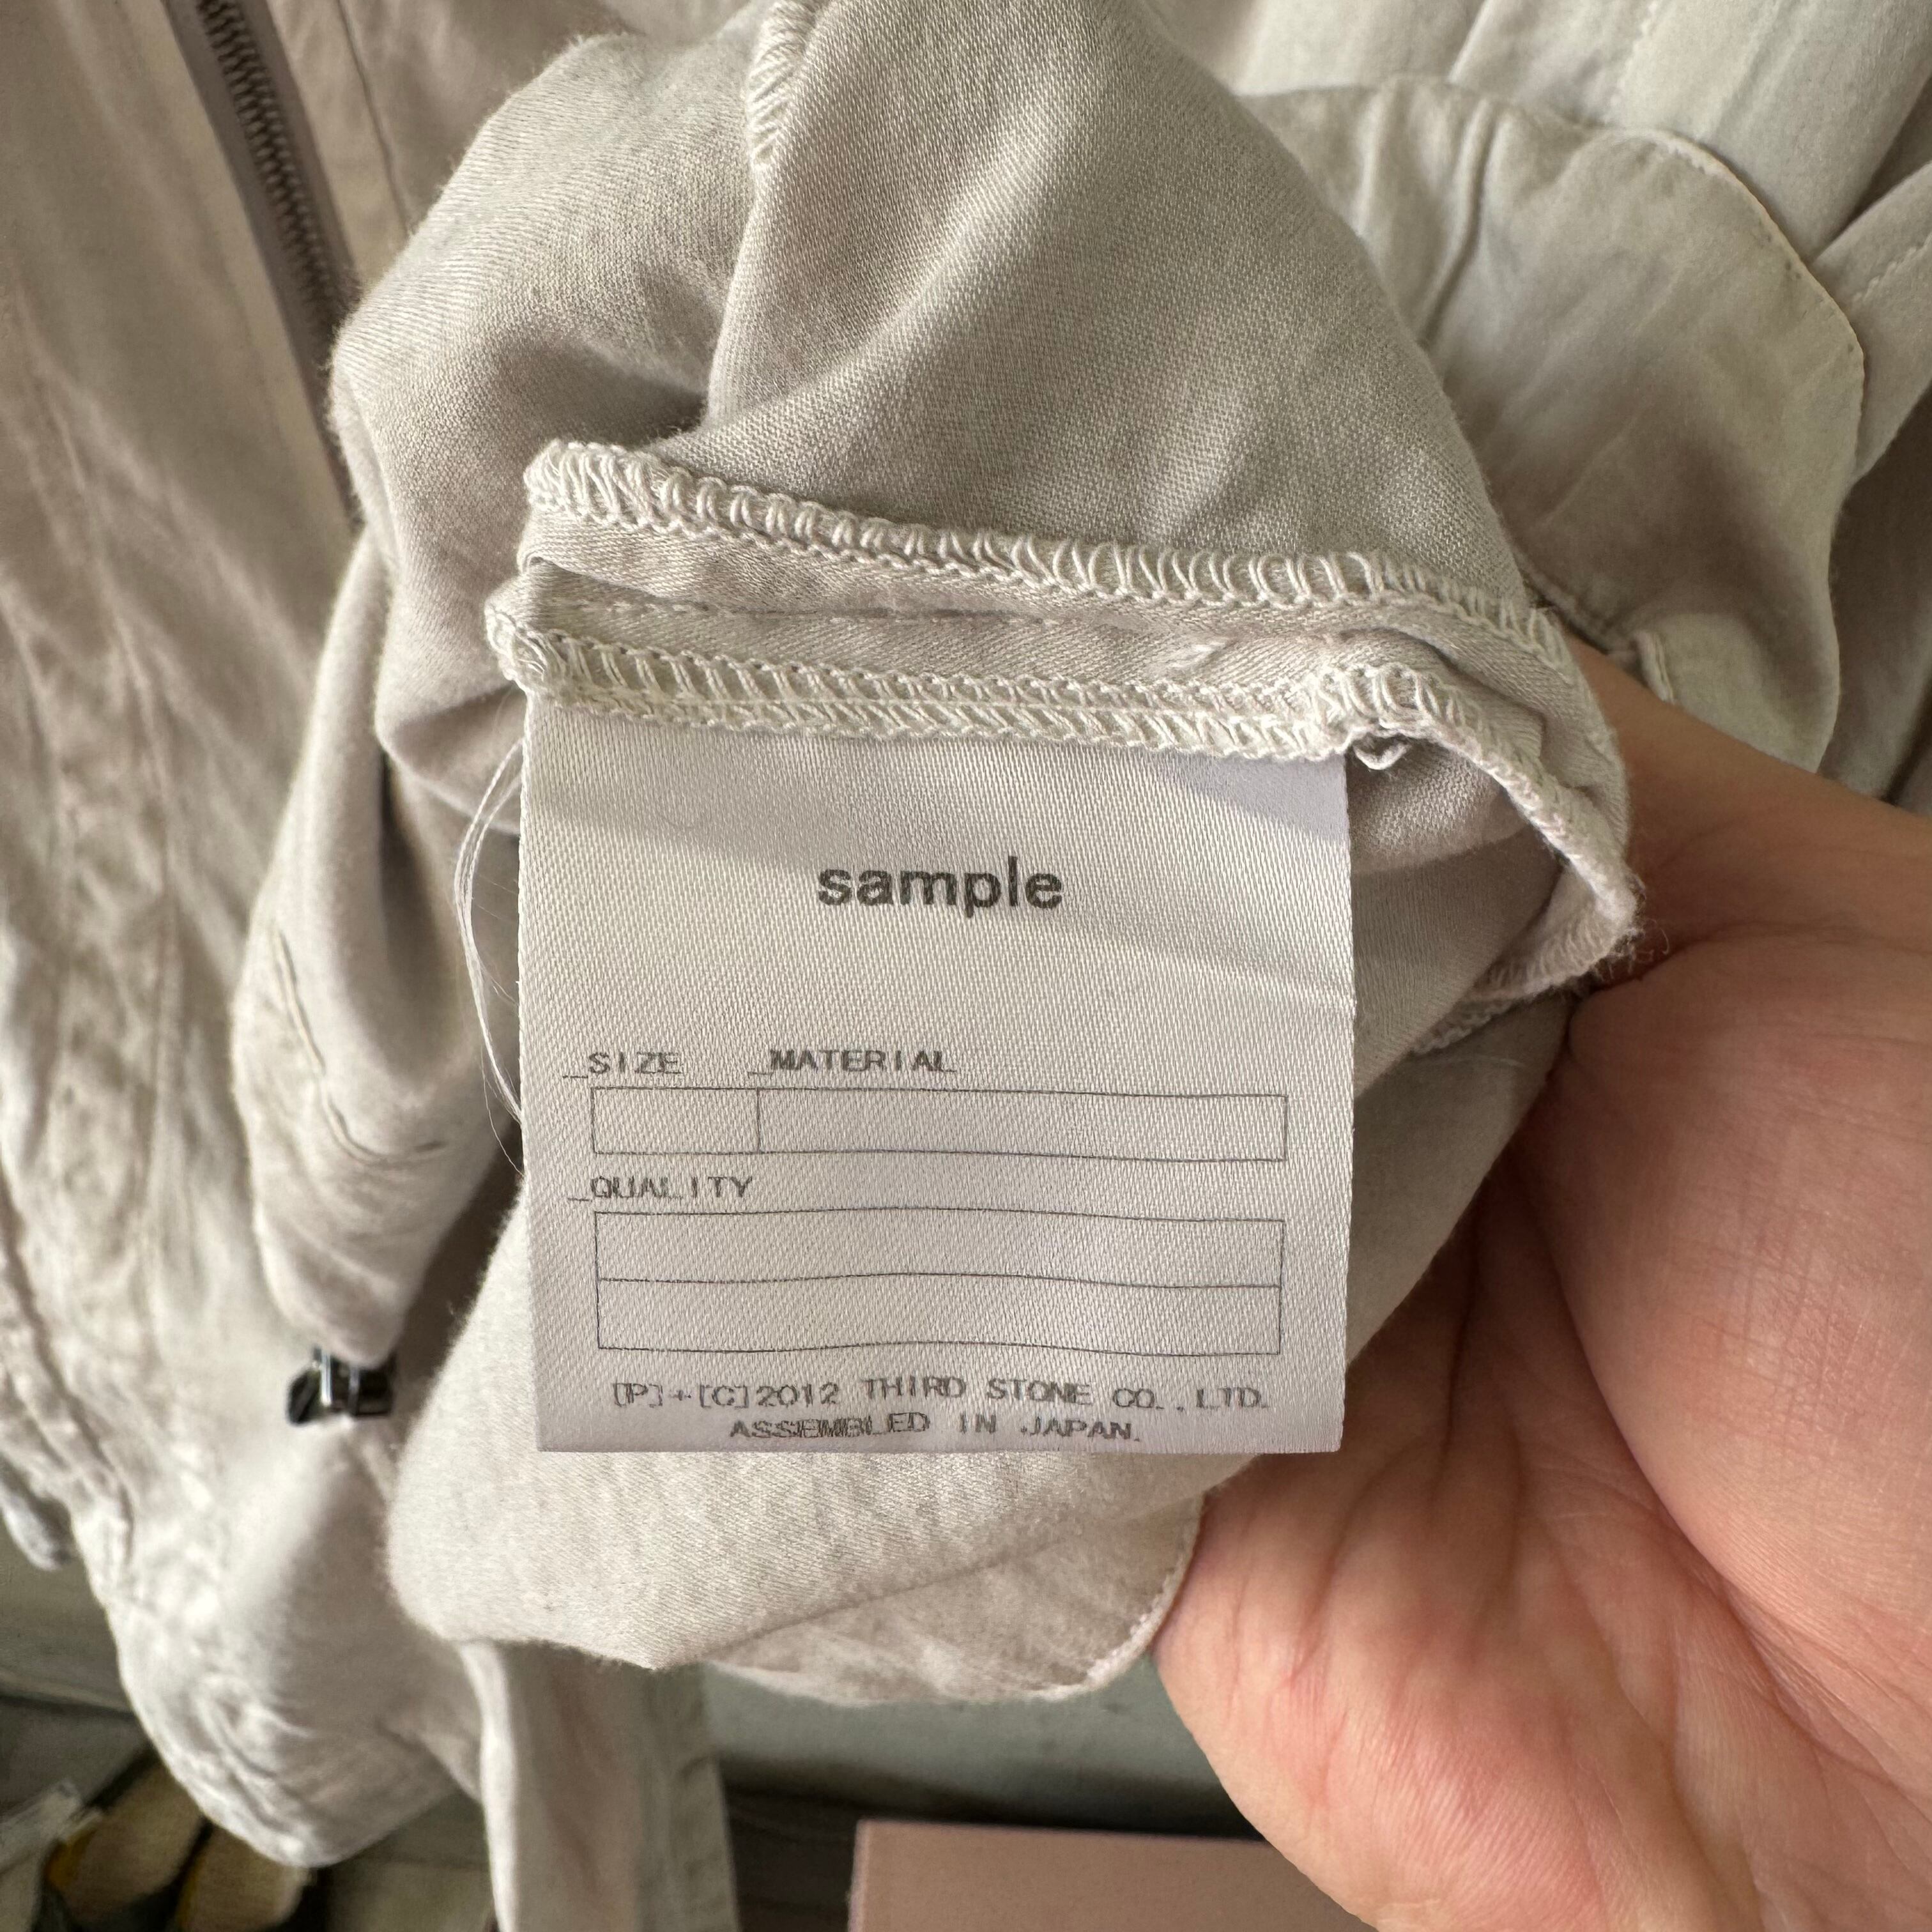 sample
_SIZE _MATERIAL
_QUALITY
[P]+[C]2012 THIRD STONE CO.,LTD.
ASSEMBLED IN JAPAN.